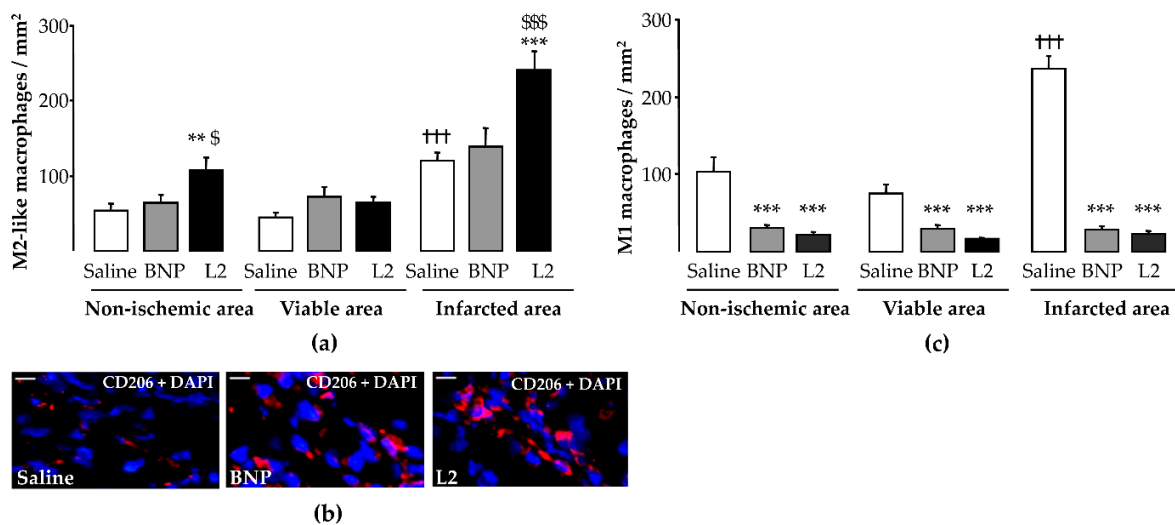 M2-like macrophages / mm²
300
200
100
** $
†††
$$$
***
Saline BNP L2 Saline BNP L2 Saline BNP L2
Non-ischemic area Viable area Infarcted area
(a)
M1 macrophages / mm²
300
200
100
*** ***
*** ***
†††
*** ***
Saline BNP L2 Saline BNP L2 Saline BNP L2
Non-ischemic area Viable area Infarcted area
(c)
CD206 + DAPI CD206 + DAPI CD206 + DAPI
Saline BNP L2
(b)